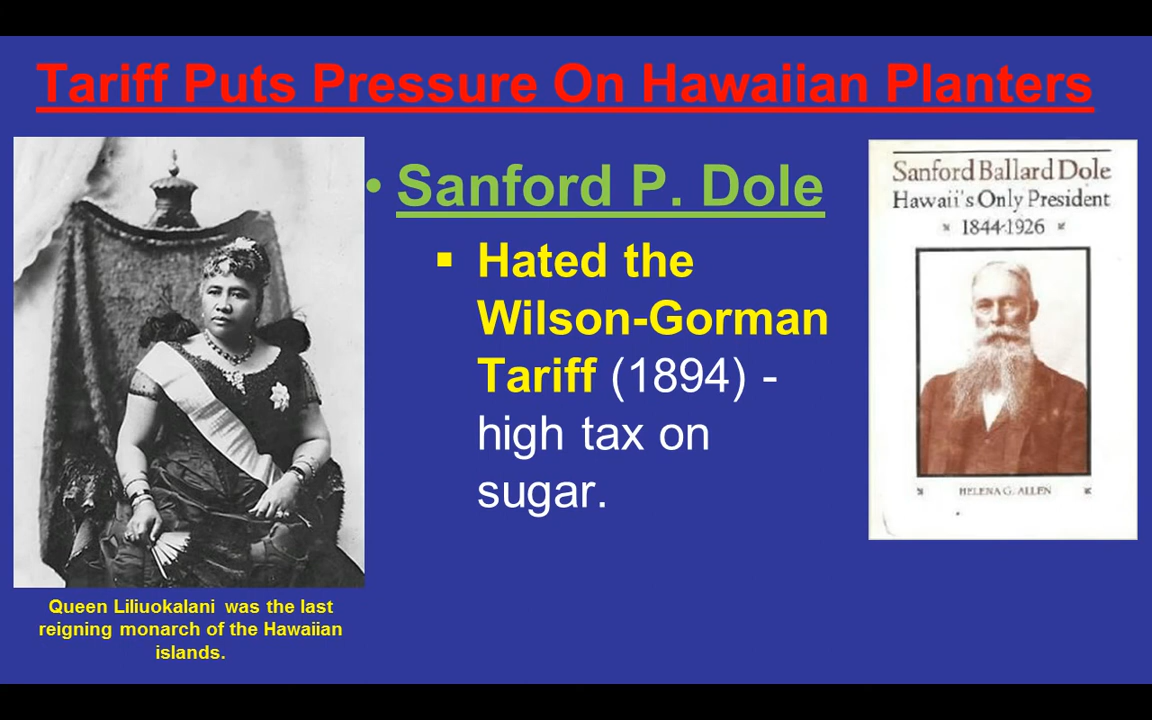 Tariff Puts Pressure On Hawaiian Planters
• Sanford P. Dole
▪ Hated the
Wilson-Gorman
Tariff (1894) -
high tax on
sugar.
Queen Liliuokalani was the last
reigning monarch of the Hawaiian
islands.
Sanford Ballard Dole
Hawaii's Only President
1844-1926
HELENA G. ALLEN